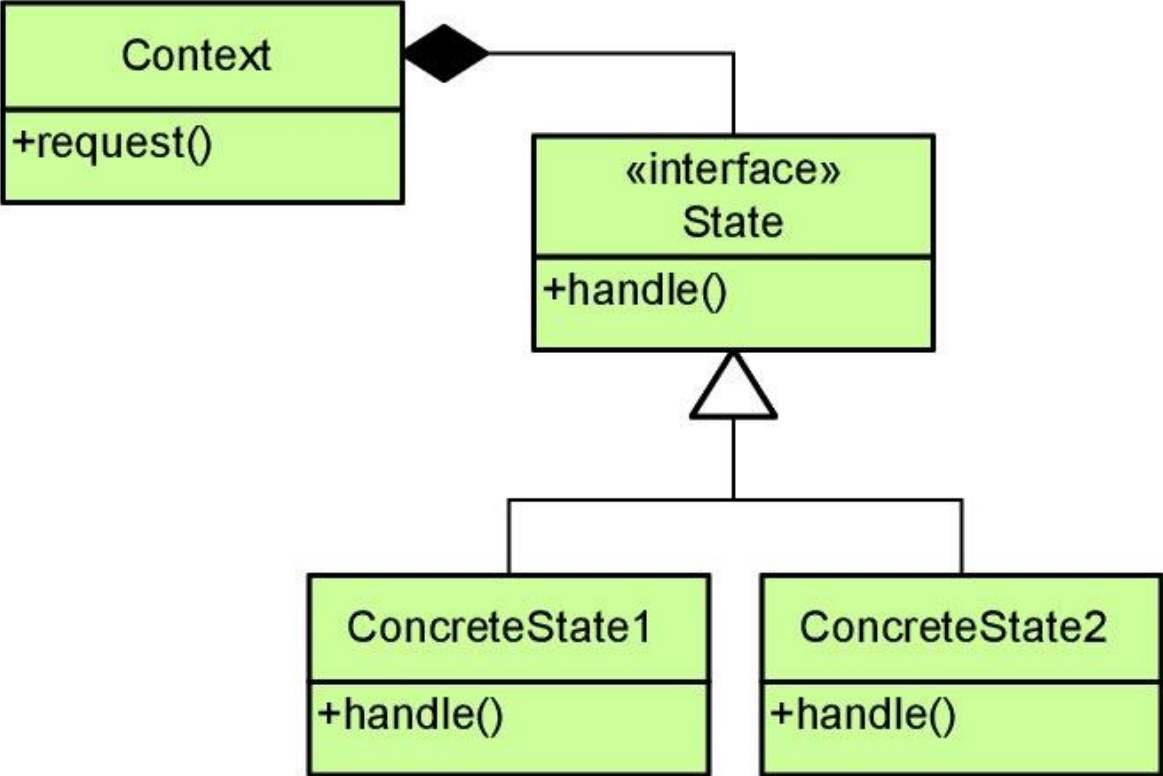 Context
+request()
«interface»
State
+handle()
ConcreteState1
+handle()
ConcreteState2
+handle()